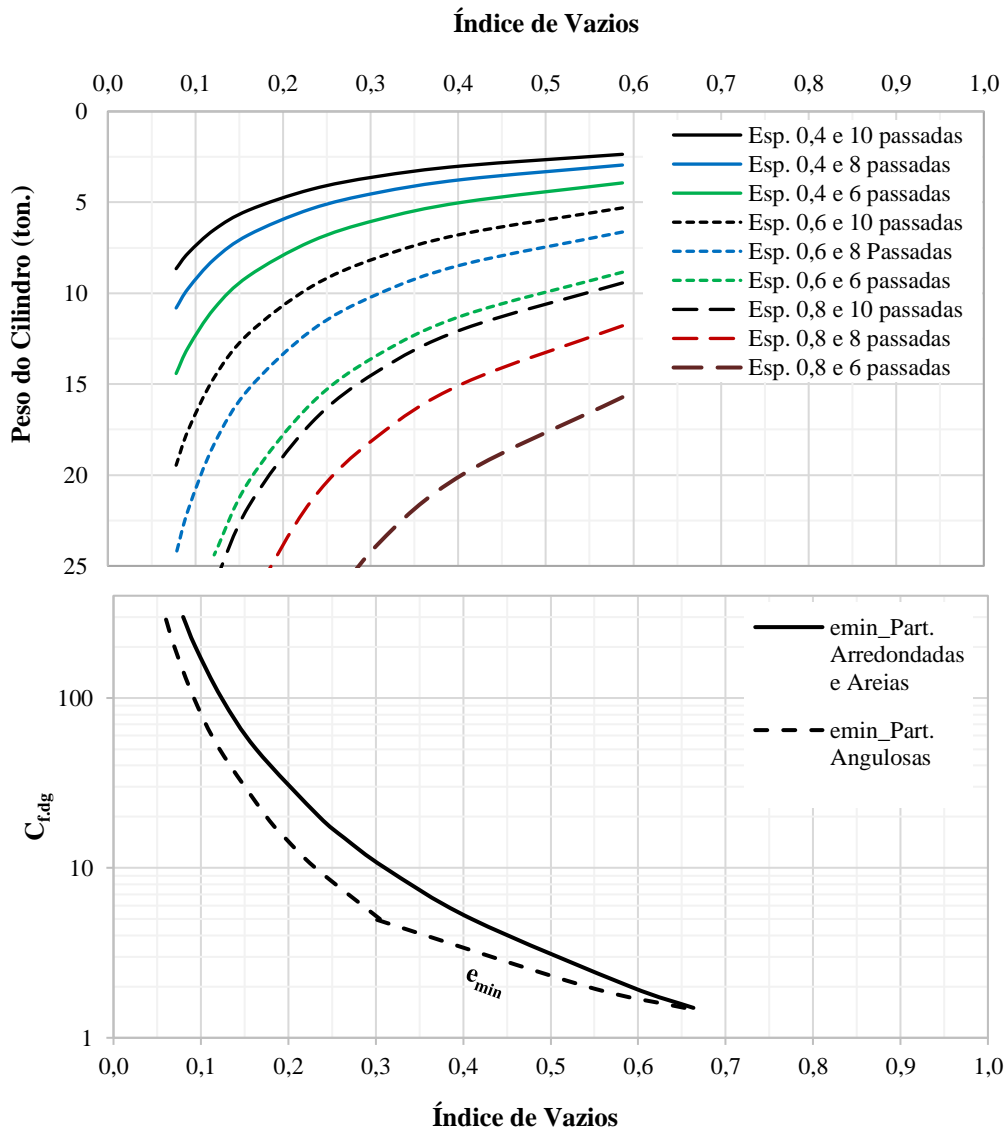 Índice de Vazios
0,0 0,1 0,2 0,3 0,4 0,5 0,6 0,7 0,8 0,9 1,0
0
5
10
15
20
25
Peso do Cilindro (ton.)
Esp. 0,4 e 10 passadas
Esp. 0,4 e 8 passadas
Esp. 0,4 e 6 passadas
Esp. 0,6 e 10 passadas
Esp. 0,6 e 8 Passadas
Esp. 0,6 e 6 passadas
Esp. 0,8 e 10 passadas
Esp. 0,8 e 8 passadas
Esp. 0,8 e 6 passadas
emin_Part.
Arredondadas
e Areias
emin_Part.
Angulosas
100
10
1
C_{f.dg}
e_{min}
0,0 0,1 0,2 0,3 0,4 0,5 0,6 0,7 0,8 0,9 1,0
Índice de Vazios